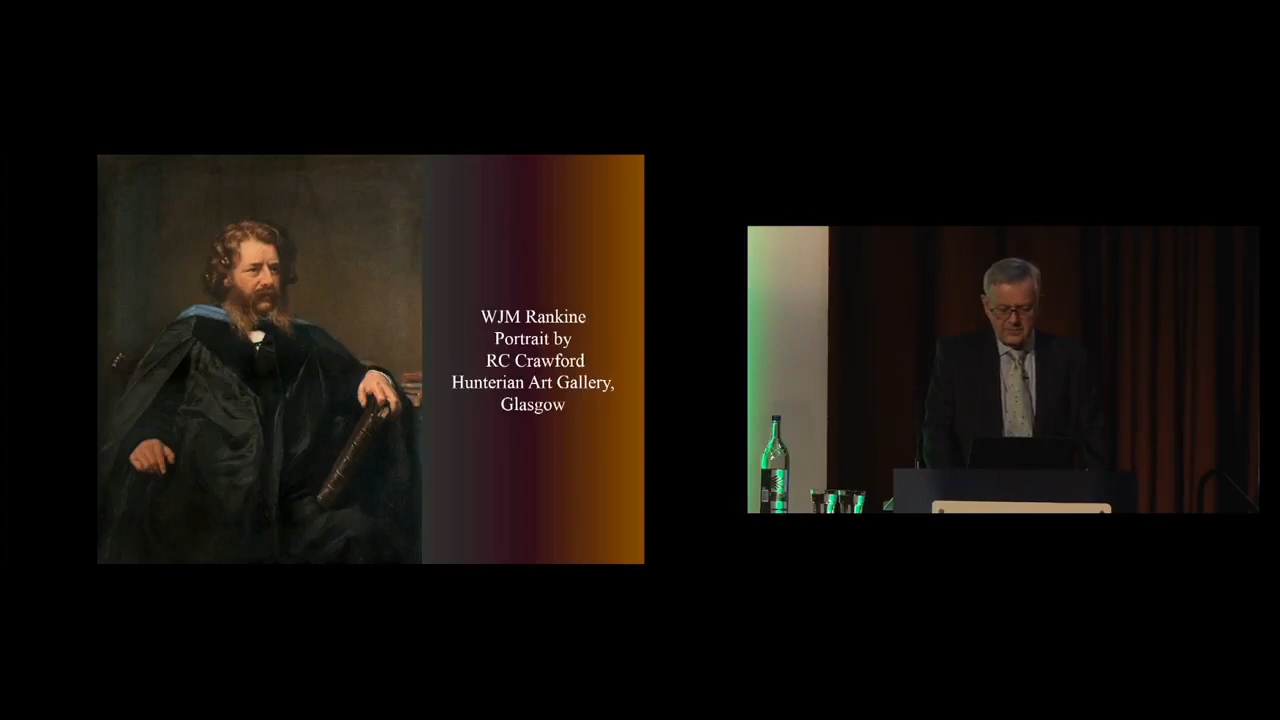 WJM Rankine
Portrait by
RC Crawford
Hunterian Art Gallery,
Glasgow